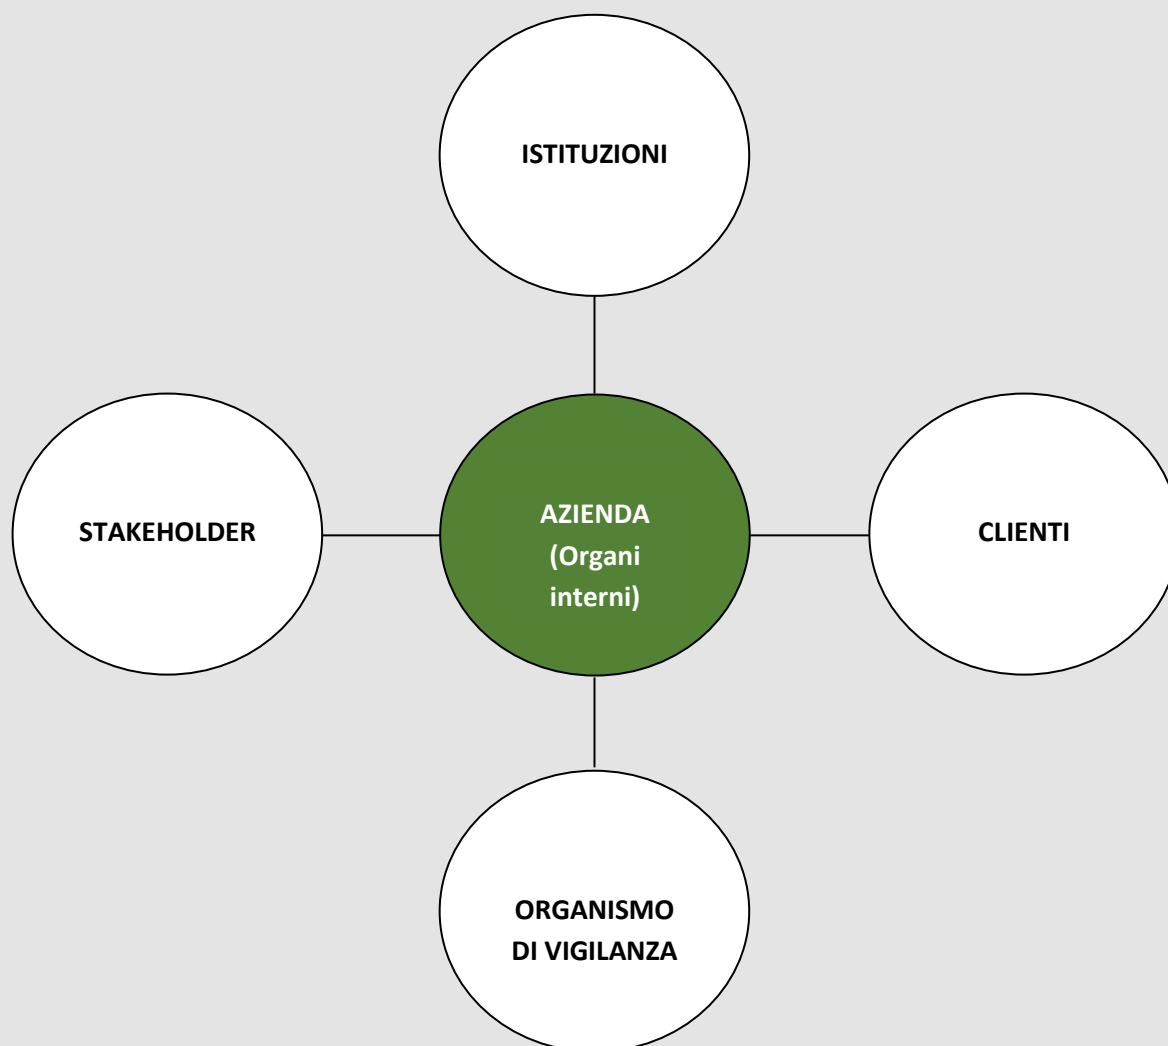 ISTITUZIONI
STAKEHOLDER
AZIENDA
(Organi
interni)
CLIENTI
ORGANISMO
DI VIGILANZA